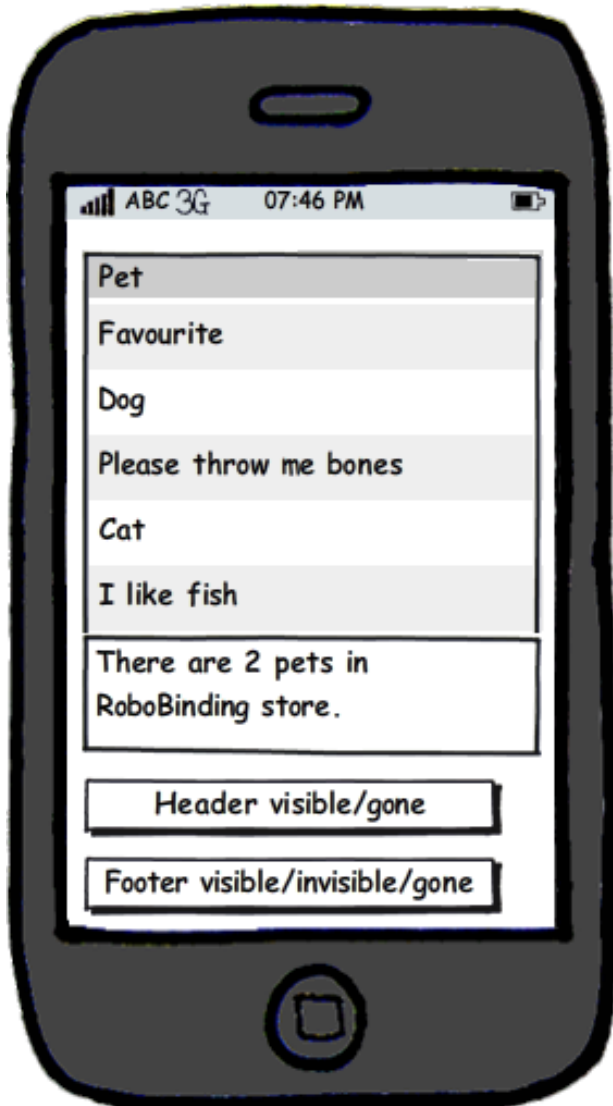 ABC 3G 07:46 PM
Pet
Favourite
Dog
Please throw me bones
Cat
I like fish
There are 2 pets in
RoboBinding store.
Header visible/gone
Footer visible/invisible/gone